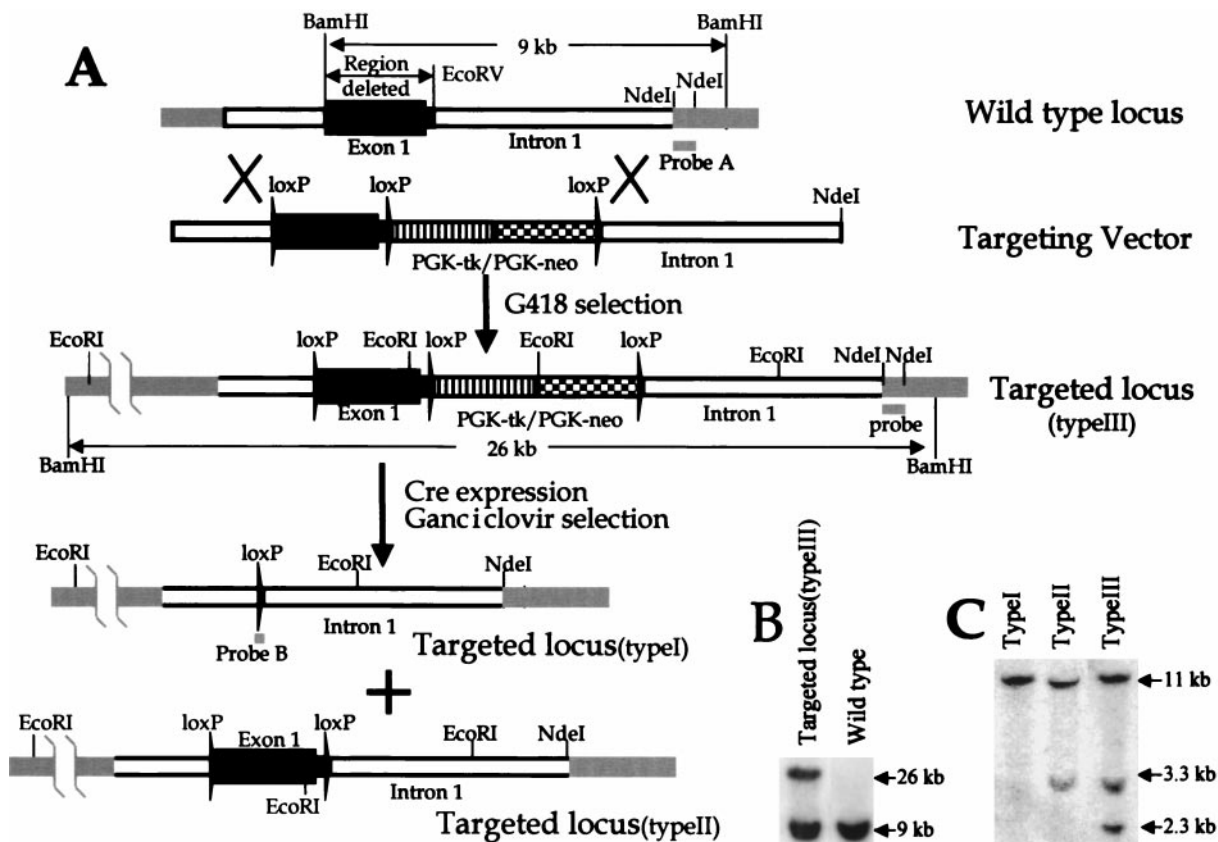 A
BamHI
BamHI
9 kb
Region
deleted
EcoRV
NdeI
NdeI
Exon 1
Intron 1
Probe A
Wild type locus
loxP
loxP
loxP
NdeI
PGK-tk/PGK-neo
Intron 1
Targeting Vector
G418 selection
EcoRI
loxP
EcoRI
loxP
EcoRI
loxP
EcoRI
NdeI
NdeI
Exon 1
PGK-tk/PGK-neo
Intron 1
probe
Targeted locus
(typeIII)
26 kb
BamHI
BamHI
Cre expression
Ganciclovir selection
EcoRI
loxP
EcoRI
NdeI
Probe B
Intron 1
Targeted locus(typeI)
+
EcoRI
loxP
Exon 1
loxP
EcoRI
NdeI
EcoRI
Intron 1
Targeted locus(typeII)
B
Targeted locus(typeIII)
Wild type
26 kb
9 kb
C
TypeI
TypeII
TypeIII
11 kb
3.3 kb
2.3 kb